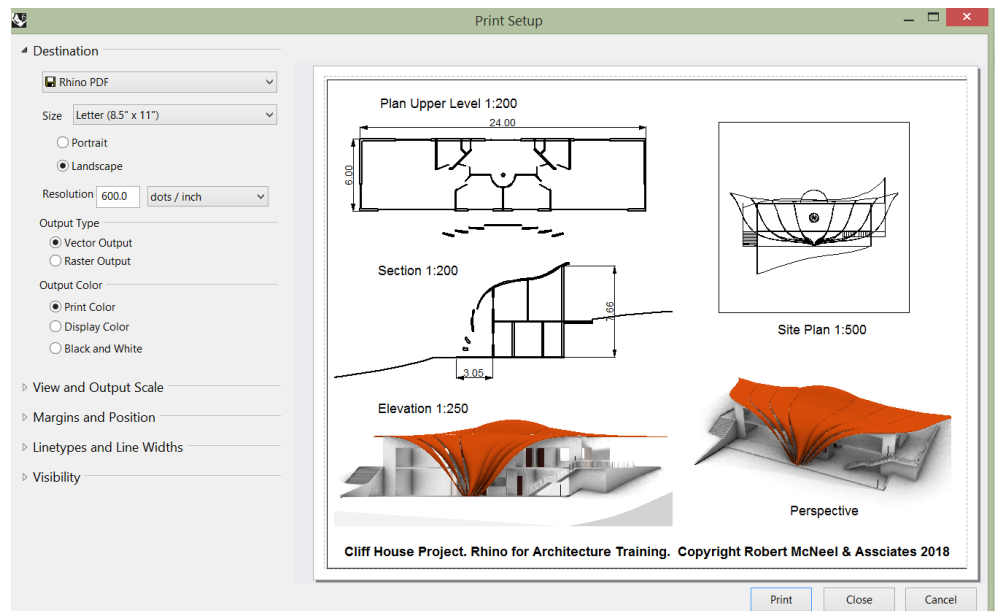 Print Setup
Destination
Rhino PDF
Size Letter (8.5" x 11")
Portrait
Landscape
Resolution 600.0 dots / inch
Output Type
Vector Output
Raster Output
Output Color
Print Color
Display Color
Black and White
View and Output Scale
Margins and Position
Linetypes and Line Widths
Visibility
Plan Upper Level 1:200
24.00
6.00
Section 1:200
7.66
3.05
Site Plan 1:500
Elevation 1:250
Perspective
Cliff House Project. Rhino for Architecture Training. Copyright Robert McNeel & Assciates 2018
Print Close Cancel